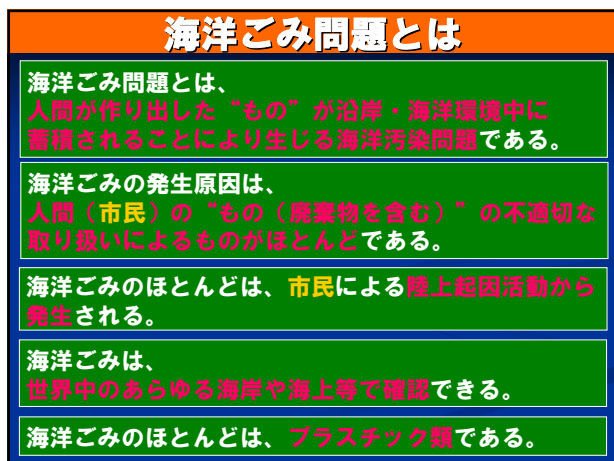 海洋ごみ問題とは
海洋ごみ問題とは、
人間が作り出した“もの”が沿岸・海洋環境中に
蓄積されることにより生じる海洋汚染問題である。
海洋ごみの発生原因は、
人間（市民）の“もの（廃棄物を含む）”の不適切な
取り扱いによるものがほとんどである。
海洋ごみのほとんどは、市民による陸上起因活動から
発生される。
海洋ごみは、
世界中のあらゆる海岸や海上等で確認できる。
海洋ごみのほとんどは、プラスチック類である。